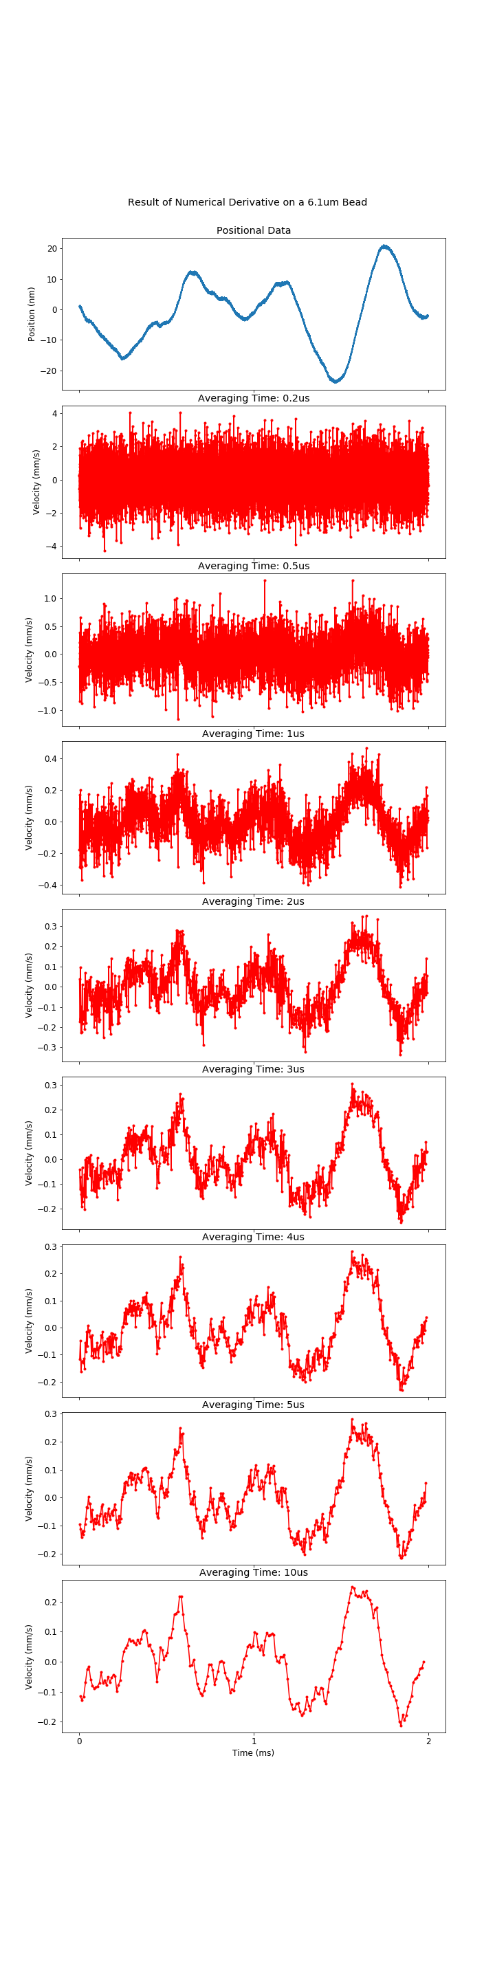 Result of Numerical Derivative on a 6.1um Bead
Positional Data
20
10
0
−10
−20
Position (nm)
Averaging Time: 0.2us
4
2
0
−2
−4
Velocity (mm/s)
Averaging Time: 0.5us
1.0
0.5
0.0
−0.5
−1.0
Velocity (mm/s)
Averaging Time: 1us
0.4
0.2
0.0
−0.2
−0.4
Velocity (mm/s)
Averaging Time: 2us
0.3
0.2
0.1
0.0
−0.1
−0.2
−0.3
Velocity (mm/s)
Averaging Time: 3us
0.3
0.2
0.1
0.0
−0.1
−0.2
Velocity (mm/s)
Averaging Time: 4us
0.3
0.2
0.1
0.0
−0.1
−0.2
Velocity (mm/s)
Averaging Time: 5us
0.3
0.2
0.1
0.0
−0.1
−0.2
Velocity (mm/s)
Averaging Time: 10us
0.2
0.1
0.0
−0.1
−0.2
Velocity (mm/s)
0 1 2
Time (ms)